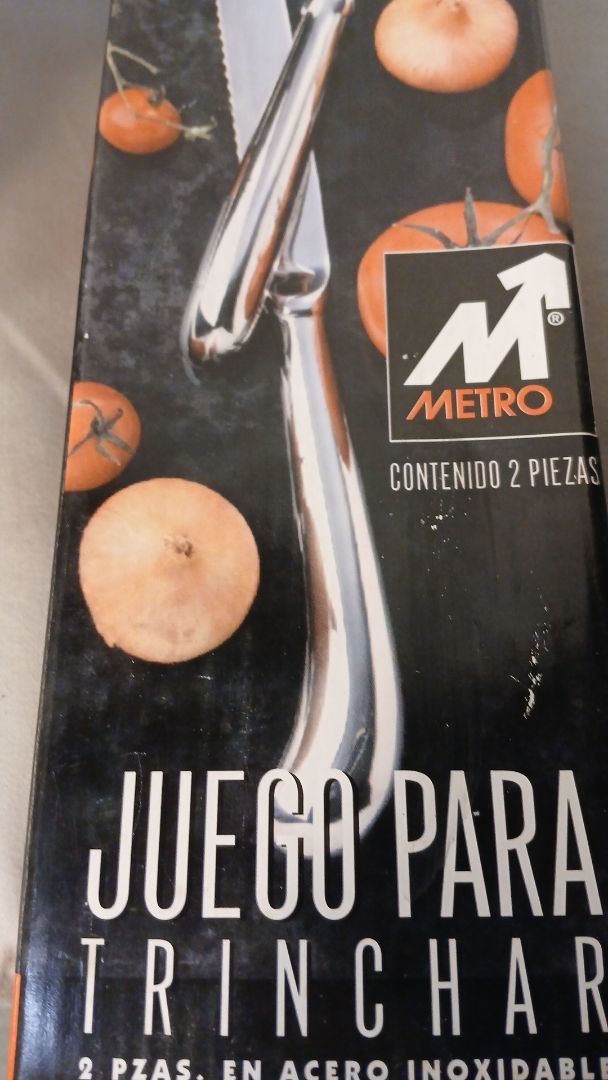 M®
METRO
CONTENIDO 2 PIEZAS
JUEGO PARA
TRINCHAR
2 PZAS. EN ACERO INOXIDABLE